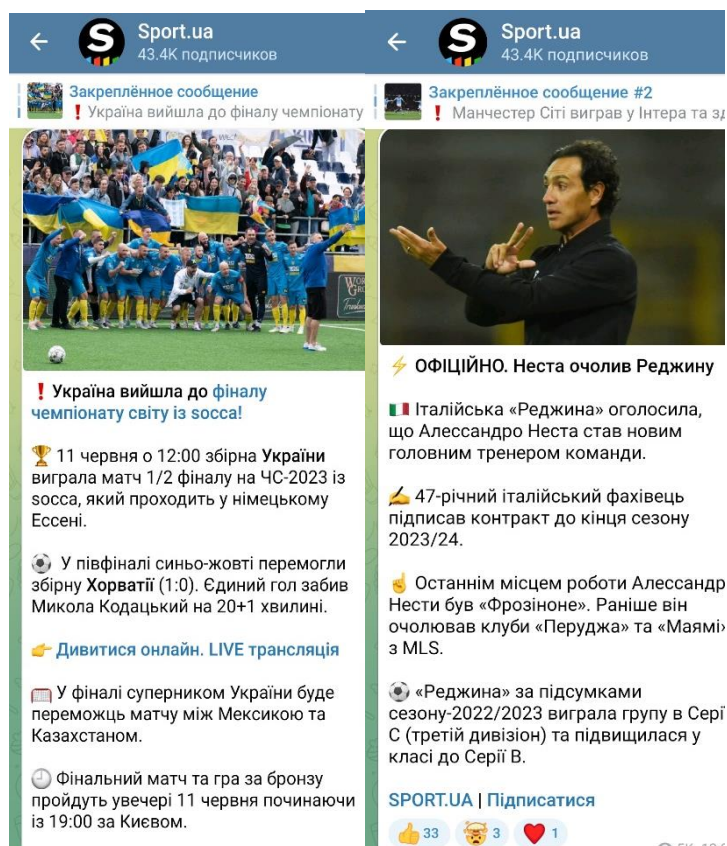 Sport.ua
43.4K подписчиков
Закреплённое сообщение
❗ Україна вийшла до фіналу чемпіонату
❗ Україна вийшла до фіналу
чемпіонату світу із socca!
🏆 11 червня о 12:00 збірна України
виграла матч 1/2 фіналу на ЧС-2023 із
socca, який проходить у німецькому
Ессені.
⚽ У півфіналі синьо-жовті перемогли
збірну Хорватії (1:0). Єдиний гол забив
Микола Кодацький на 20+1 хвилині.
👉 Дивитися онлайн. LIVE трансляція
🥅 У фіналі суперником України буде
переможць матчу між Мексикою та
Казахстаном.
🕘 Фінальний матч та гра за бронзу
пройдуть увечері 11 червня починаючи
із 19:00 за Києвом.
Sport.ua
43.4K подписчиков
Закреплённое сообщение #2
❗ Манчестер Сіті виграв у Інтера та зд
⚡ ОФІЦІЙНО. Неста очолив Реджину
🇮🇹 Італійська «Реджина» оголосила,
що Алессандро Неста став новим
головним тренером команди.
✍ 47-річний італійський фахівець
підписав контракт до кінця сезону
2023/24.
☝ Останнім місцем роботи Алессандр
Нести був «Фрозіноне». Раніше він
очолював клуби «Перуджа» та «Маямі»
з MLS.
⚽ «Реджина» за підсумками
сезону-2022/2023 виграла групу в Серії
С (третій дивізіон) та підвищилася у
класі до Серії В.
SPORT.UA | Підписатися
👍 33 🤯 3 ❤ 1